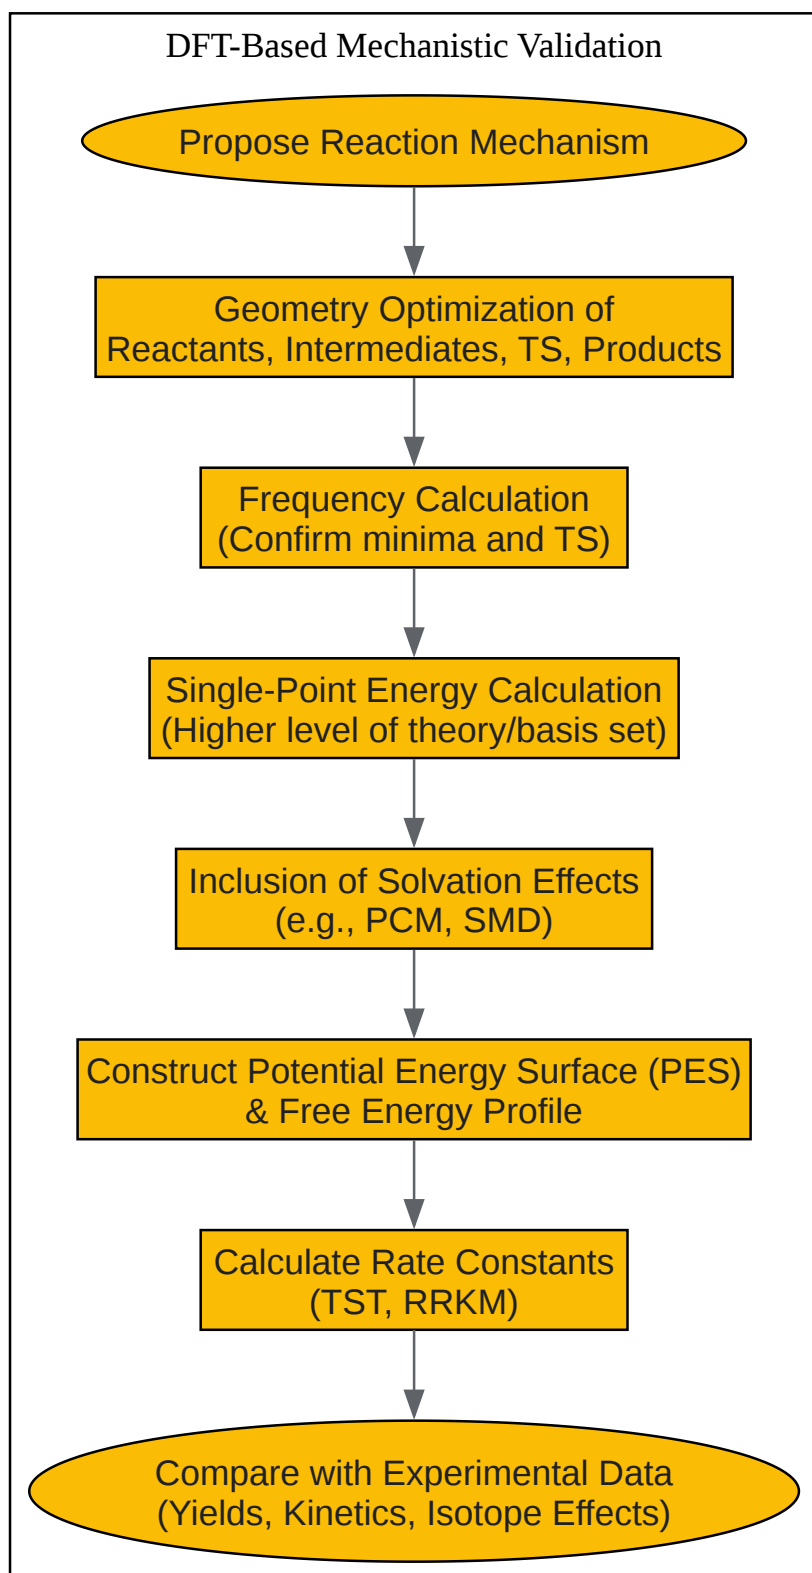 DFT-Based Mechanistic Validation
Propose Reaction Mechanism
Geometry Optimization of
Reactants, Intermediates, TS, Products
Frequency Calculation
(Confirm minima and TS)
Single-Point Energy Calculation
(Higher level of theory/basis set)
Inclusion of Solvation Effects
(e.g., PCM, SMD)
Construct Potential Energy Surface (PES)
& Free Energy Profile
Calculate Rate Constants
(TST, RRKM)
Compare with Experimental Data
(Yields, Kinetics, Isotope Effects)